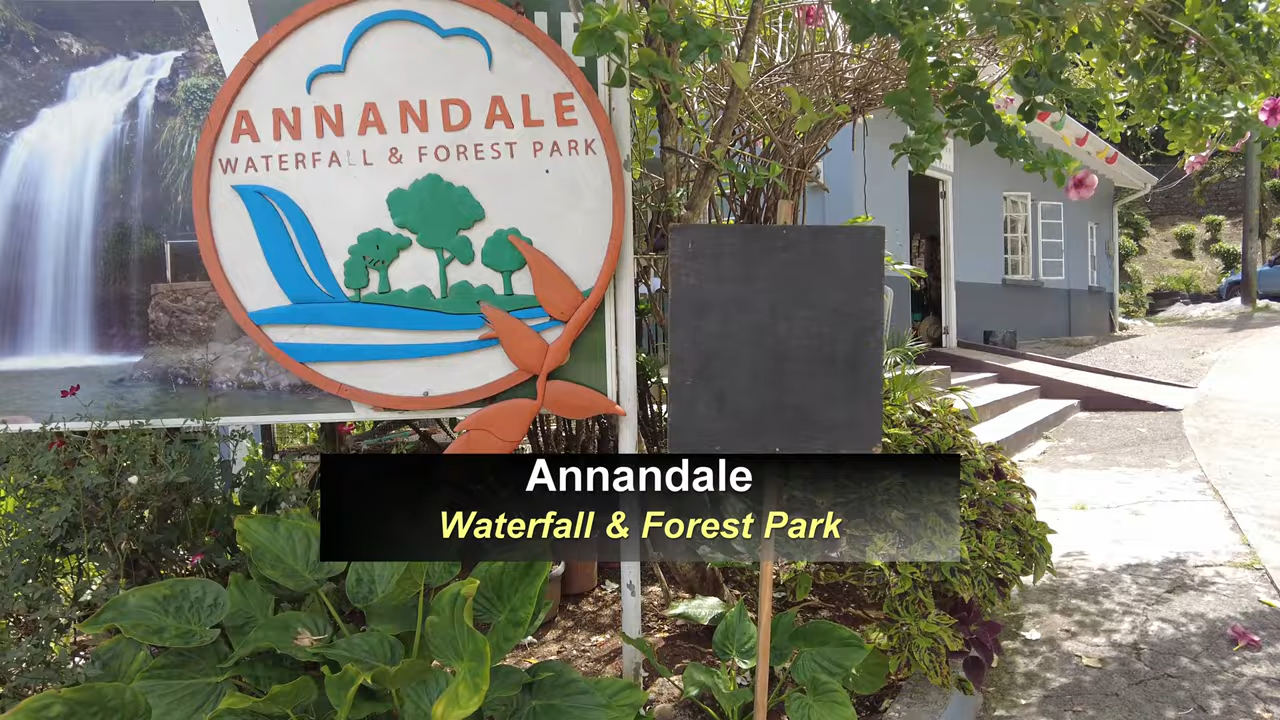 ANNANDALE
WATERFALL & FOREST PARK
Annandale
Waterfall & Forest Park